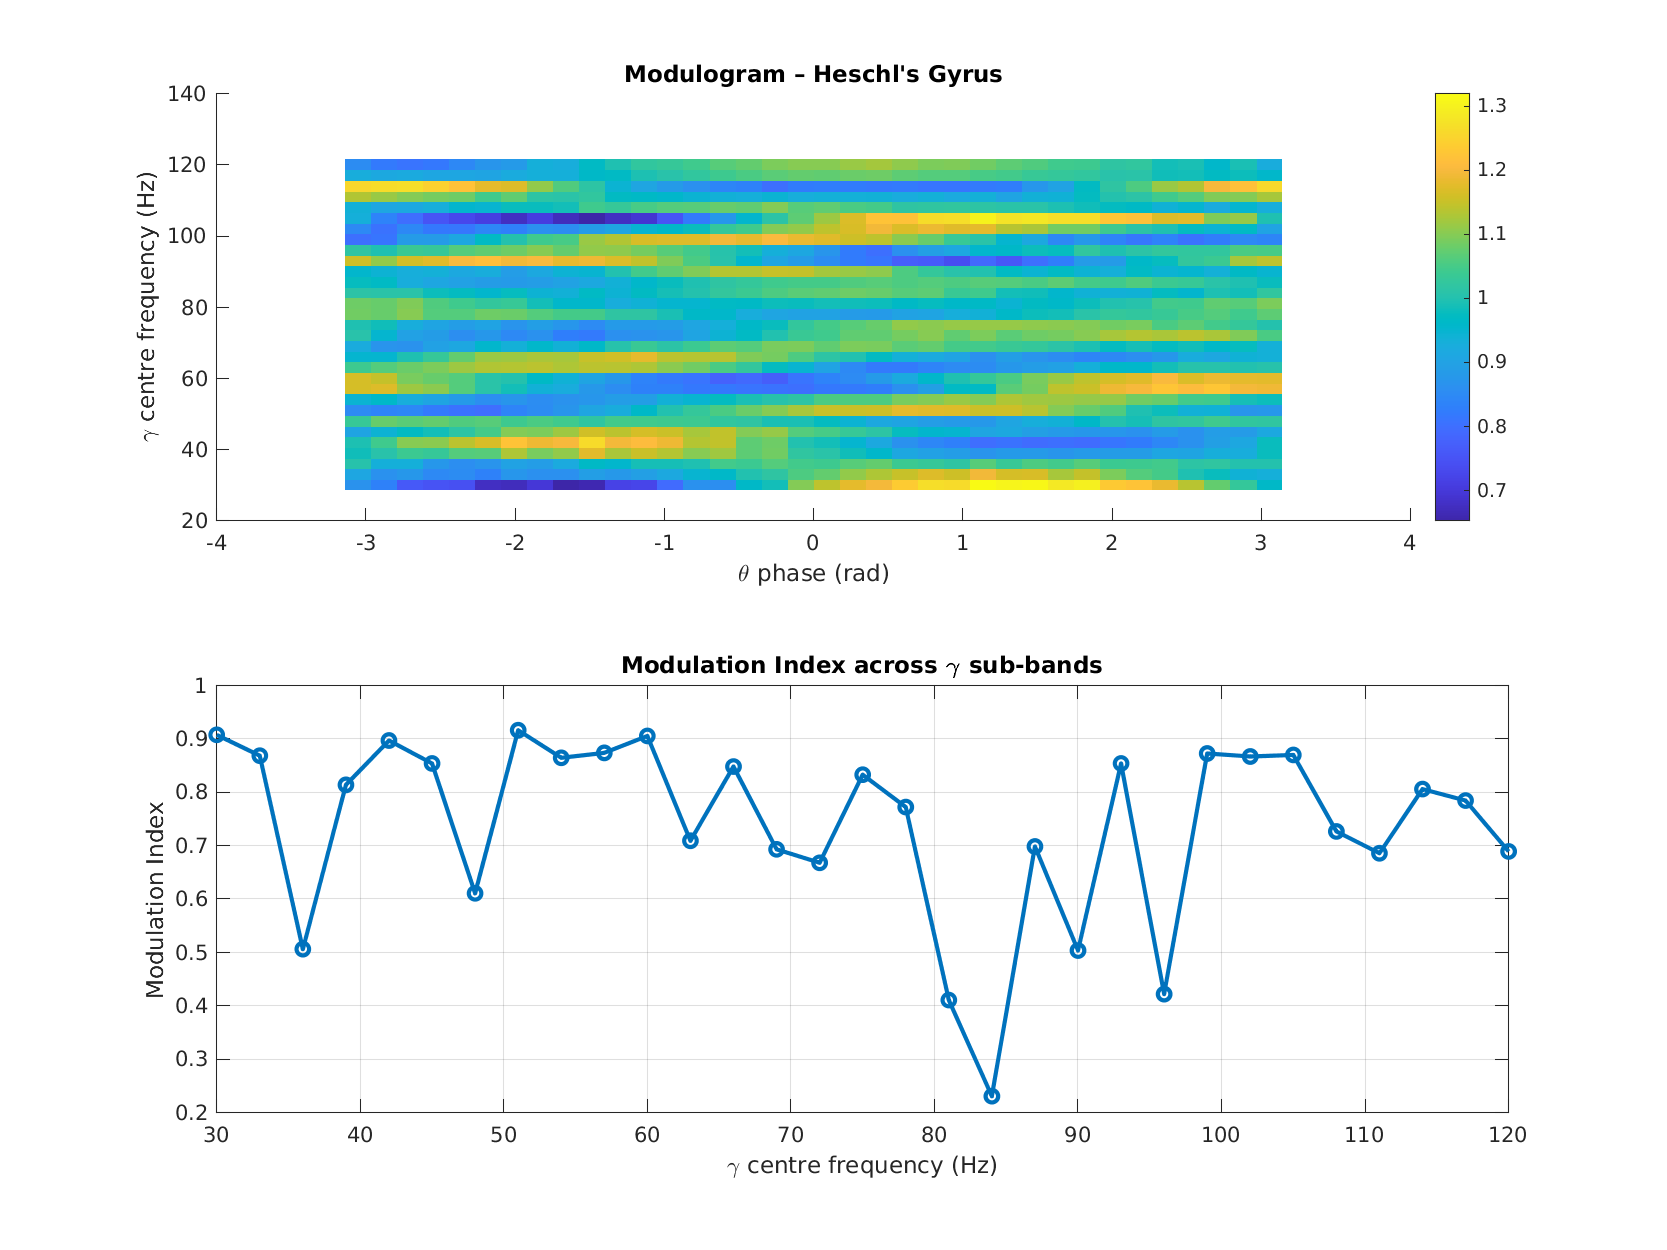 Modulogram – Heschl's Gyrus
140
120
100
80
60
40
20
γ centre frequency (Hz)
-4 -3 -2 -1 0 1 2 3 4
θ phase (rad)
1.3
1.2
1.1
1
0.9
0.8
0.7
Modulation Index across γ sub-bands
1
0.9
0.8
0.7
0.6
0.5
0.4
0.3
0.2
Modulation Index
30 40 50 60 70 80 90 100 110 120
γ centre frequency (Hz)